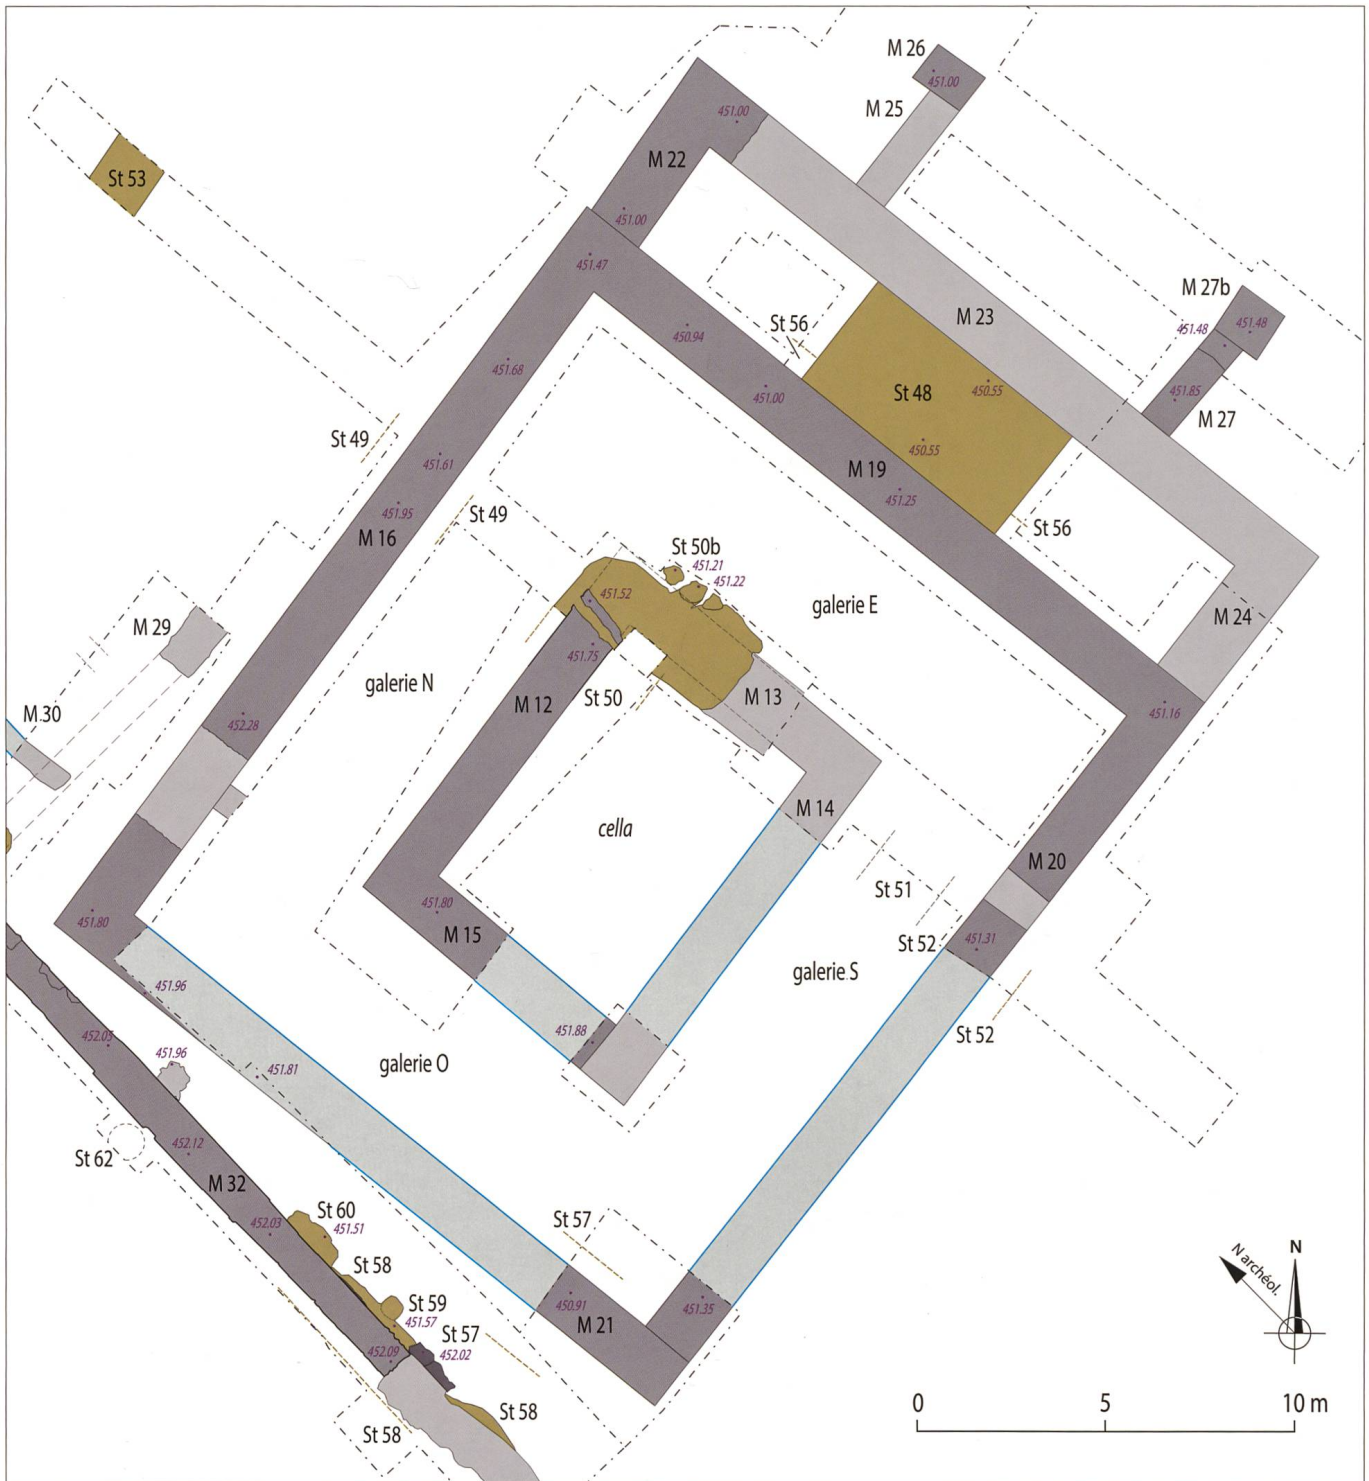 M 26
451.00
M 25
451.00
M 22
St 53
451.00
451.47
M 27b
451.48
451.48
M 23
St 56
450.94
451.68
451.00
St 48
450.55
451.85
M 27
St 49
450.55
451.61
M 19
451.25
451.95
M 16
St 49
St 56
St 50b
451.21
451.22
451.52
galerie E
M 24
M 29
451.75
galerie N
St 50
M 13
M 12
451.16
M.30
452.28
M 14
cella
M 20
St 51
451.80
451.80
M 15
St 52
451.31
galerie S
451.96
451.88
St 52
452.05
451.96
galerie O
451.81
452.12
St 62
M 32
St 60
St 57
452.03
451.51
N
N archéol.
St 58
450.91
451.35
St 59
451.57
M 21
St 57
452.09
452.02
0 5 10 m
St 58
St 58